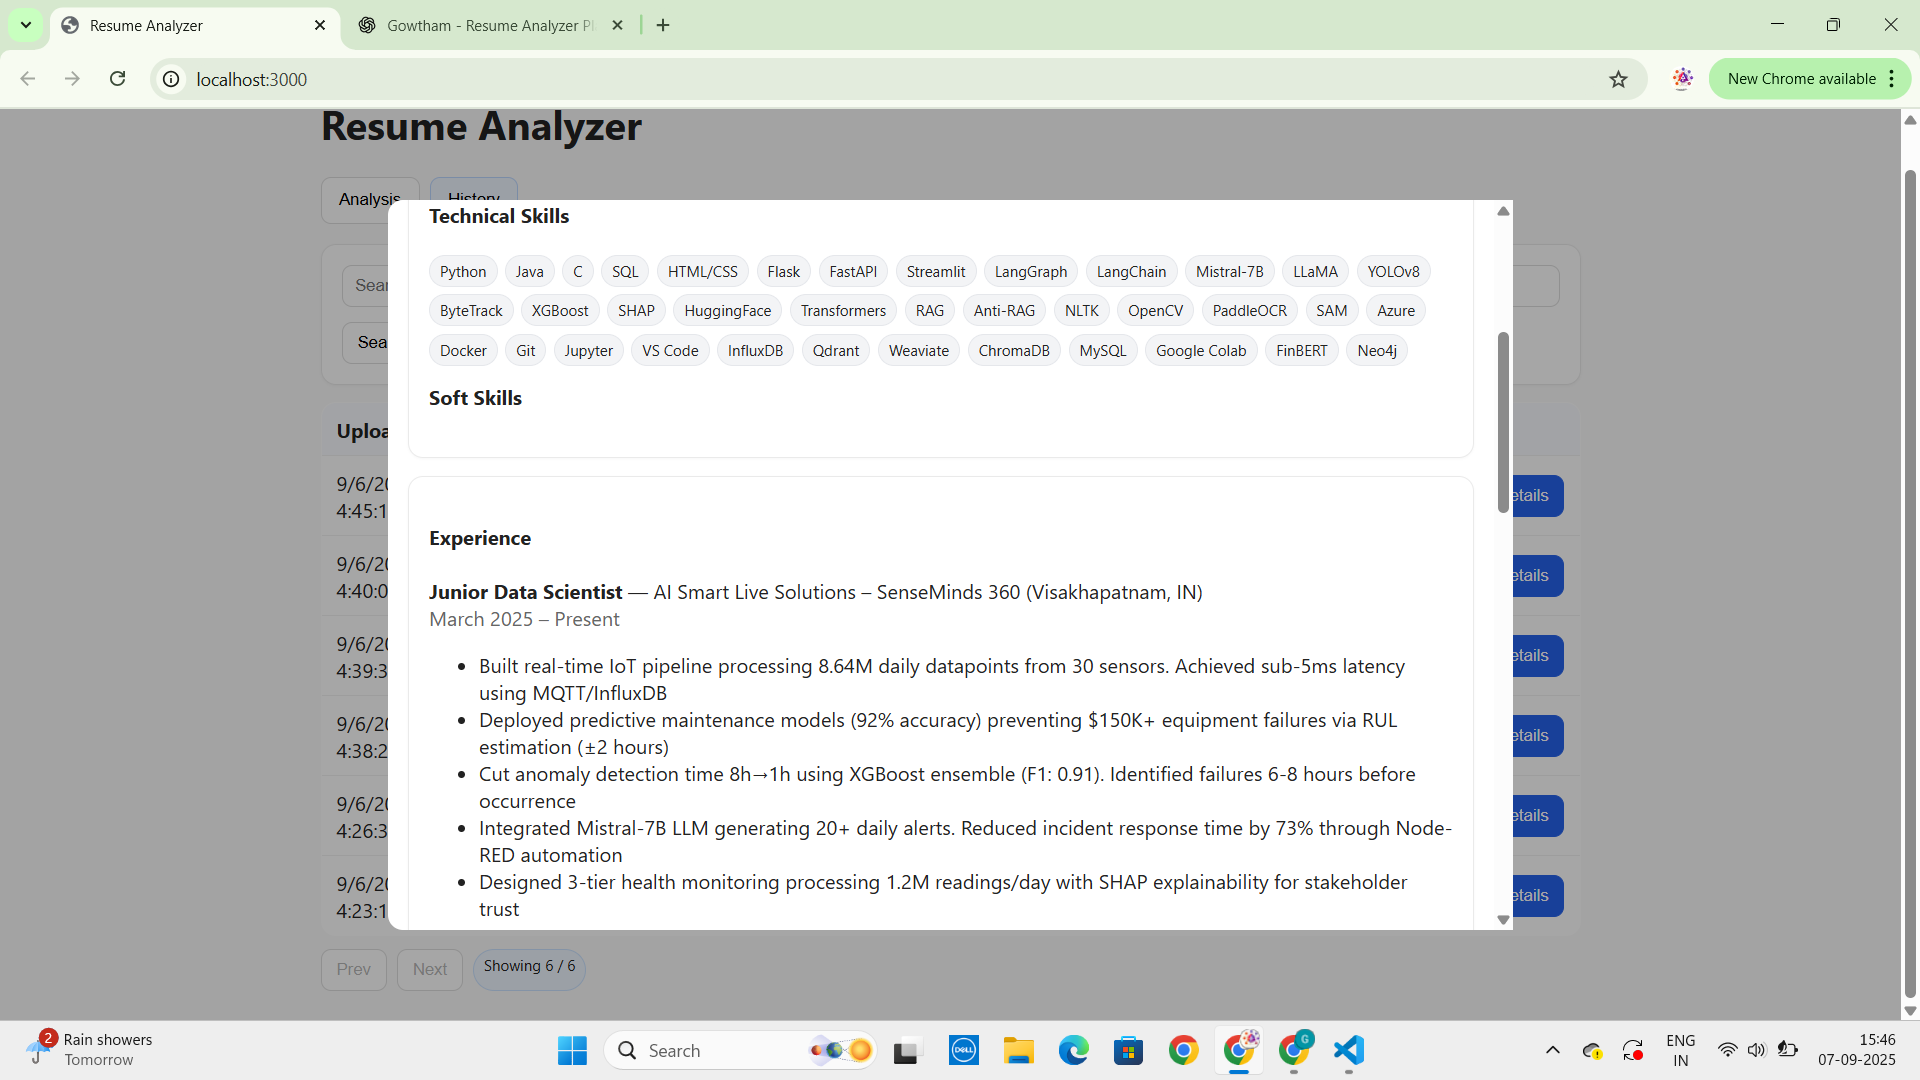 Resume Analyzer
Gowtham - Resume Analyzer Pl
localhost:3000
New Chrome available
Resume Analyzer
Analysis
History
Technical Skills
Python Java C SQL HTML/CSS Flask FastAPI Streamlit LangGraph LangChain Mistral-7B LLaMA YOLOv8
ByteTrack XGBoost SHAP HuggingFace Transformers RAG Anti-RAG NLTK OpenCV PaddleOCR SAM Azure
Docker Git Jupyter VS Code InfluxDB Qdrant Weaviate ChromaDB MySQL Google Colab FinBERT Neo4j
Soft Skills
Experience
Junior Data Scientist — AI Smart Live Solutions – SenseMinds 360 (Visakhapatnam, IN)
March 2025 – Present
• Built real-time IoT pipeline processing 8.64M daily datapoints from 30 sensors. Achieved sub-5ms latency
using MQTT/InfluxDB
• Deployed predictive maintenance models (92% accuracy) preventing $150K+ equipment failures via RUL
estimation (±2 hours)
• Cut anomaly detection time 8h→1h using XGBoost ensemble (F1: 0.91). Identified failures 6-8 hours before
occurrence
• Integrated Mistral-7B LLM generating 20+ daily alerts. Reduced incident response time by 73% through Node-
RED automation
• Designed 3-tier health monitoring processing 1.2M readings/day with SHAP explainability for stakeholder
trust
Sea
Sea
Uploa
9/6/20
4:45:1
etails
9/6/20
4:40:0
etails
9/6/20
4:39:3
etails
9/6/20
4:38:2
etails
9/6/20
4:26:3
etails
9/6/20
4:23:1
etails
Prev
Next
Showing 6 / 6
2
Rain showers
Tomorrow
Search
DELL
G
ENG
IN
15:46
07-09-2025